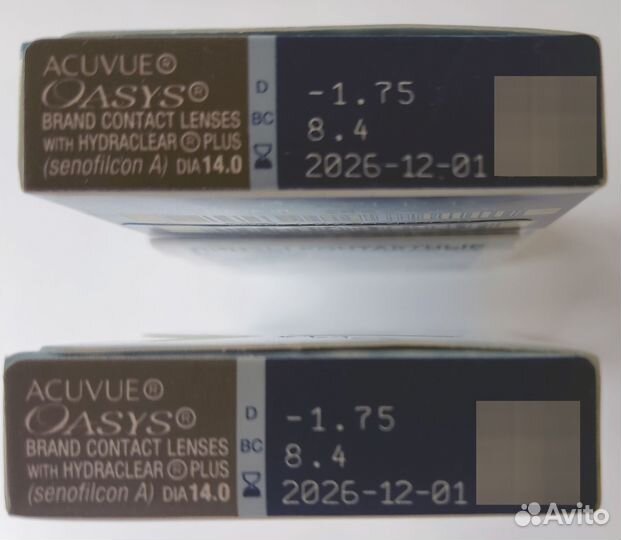 ACUVUE®
OASYS®
BRAND CONTACT LENSES
WITH HYDRACLEAR ® PLUS
(senofilcon A) DIA 14.0
D
BC
-1.75
8.4
2026-12-01
ACUVUE®
OASYS®
BRAND CONTACT LENSES
WITH HYDRACLEAR ® PLUS
(senofilcon A) DIA 14.0
D
BC
-1.75
8.4
2026-12-01
Avito